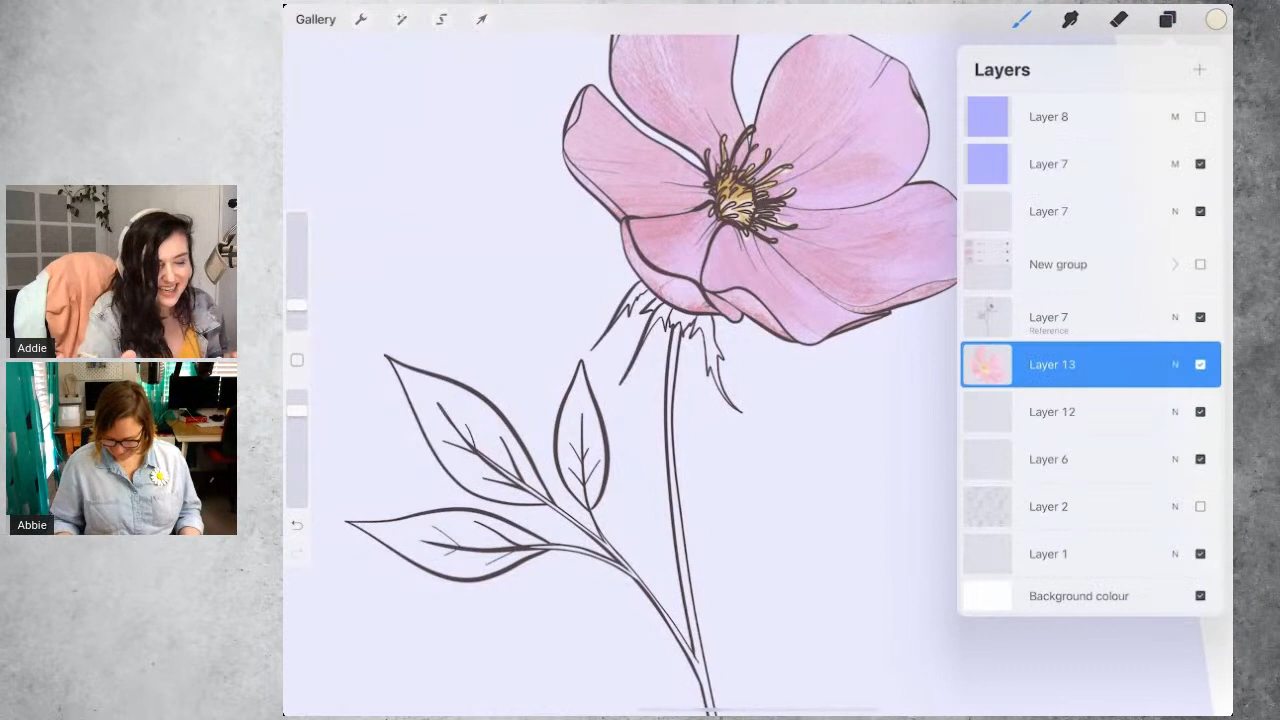 Gallery
Layers
Layer 8 M
Layer 7 M
Layer 7 N
New group
Layer 7 N
Reference
Layer 13 N
Layer 12 N
Layer 6 N
Layer 2 N
Layer 1 N
Background colour
Addie
Abbie